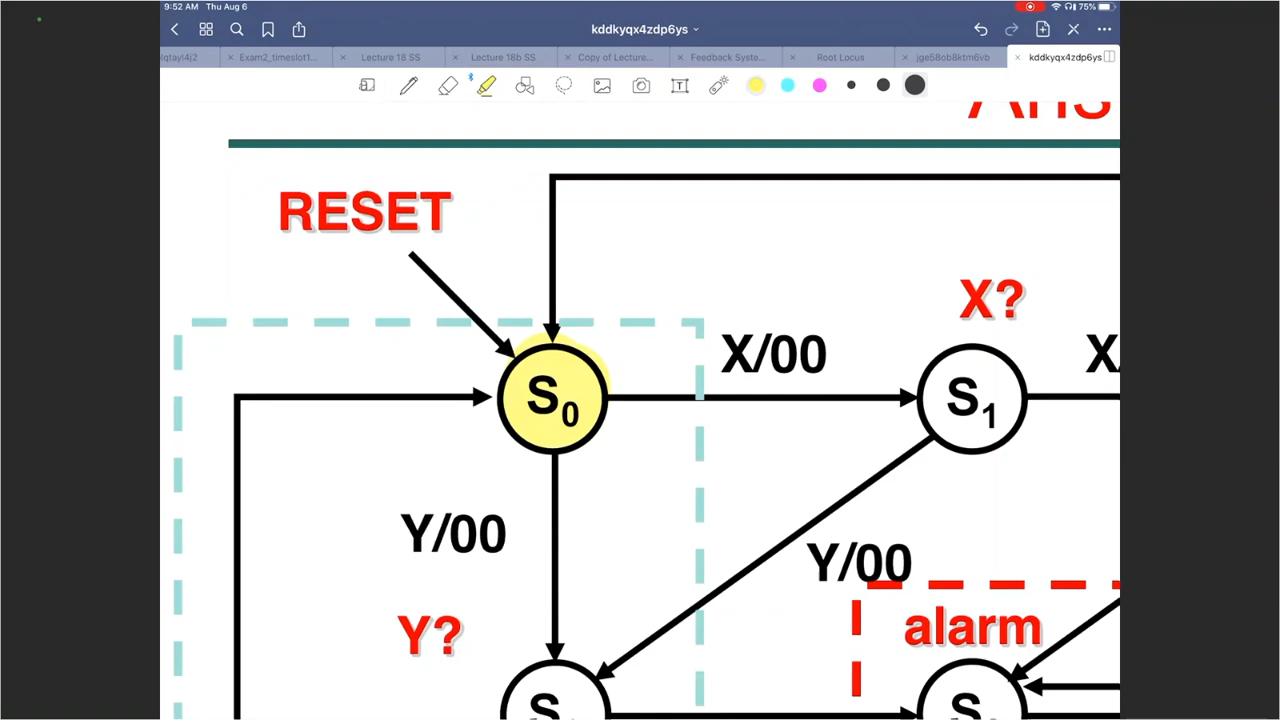 9:52 AM Thu Aug 6
75%
kddkyqx4zdp6ys
Exam2_timeslot1...
Lecture 18 SS
Lecture 18b SS
Copy of Lecture...
Feedback Syste...
Root Locus
jge58ob8ktm6vb
kddkyqx4zdp6ys
T
RESET
X?
X/00
X/
S0
S1
Y/00
Y/00
Y?
alarm